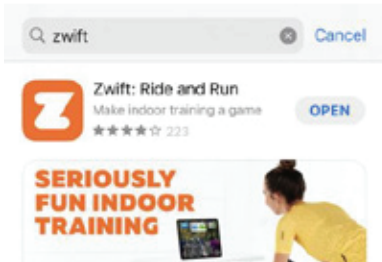 zwift Cancel
Zwift: Ride and Run
Make indoor training a game
OPEN
223
SERIOUSLY
FUN INDOOR
TRAINING